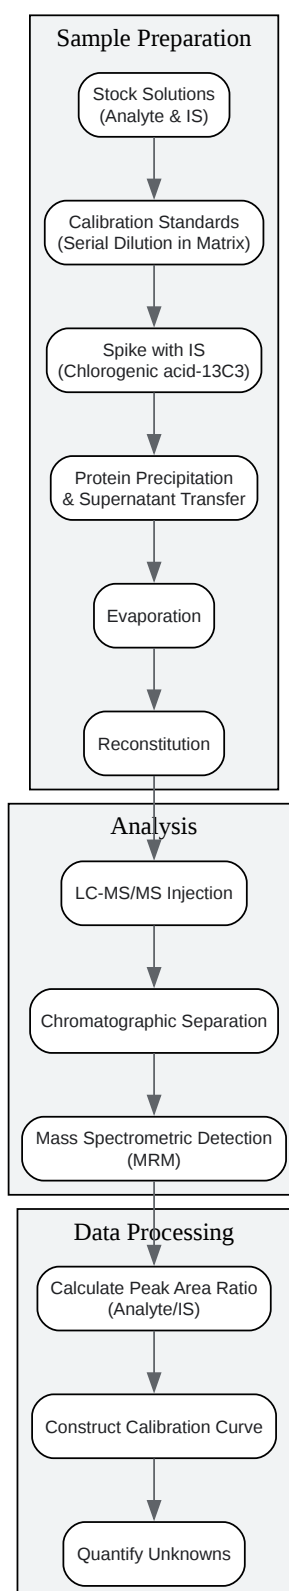 Sample Preparation
Stock Solutions
(Analyte & IS)
Calibration Standards
(Serial Dilution in Matrix)
Spike with IS
(Chlorogenic acid-13C3)
Protein Precipitation
& Supernatant Transfer
Evaporation
Reconstitution
Analysis
LC-MS/MS Injection
Chromatographic Separation
Mass Spectrometric Detection
(MRM)
Data Processing
Calculate Peak Area Ratio
(Analyte/IS)
Construct Calibration Curve
Quantify Unknowns